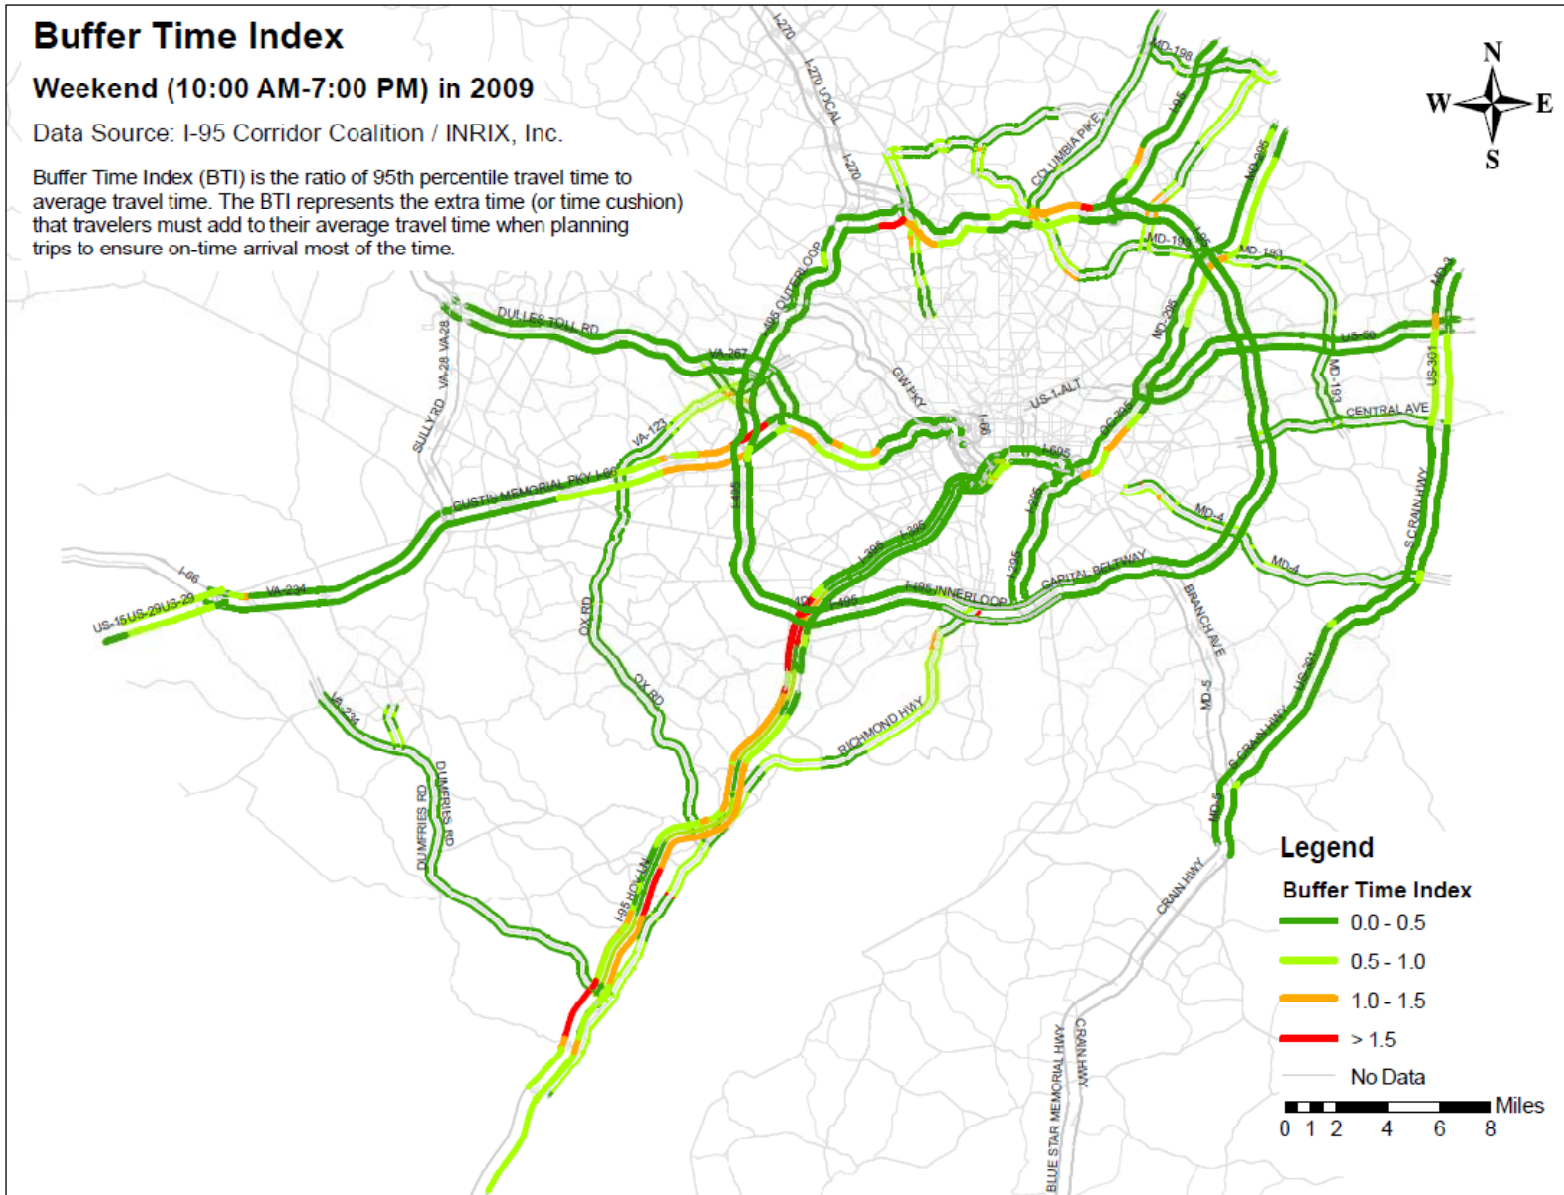 Buffer Time Index
Weekend (10:00 AM-7:00 PM) in 2009
Data Source: I-95 Corridor Coalition / INRIX, Inc.
Buffer Time Index (BTI) is the ratio of 95th percentile travel time to
average travel time. The BTI represents the extra time (or time cushion)
that travelers must add to their average travel time when planning
trips to ensure on-time arrival most of the time.
N
W
E
S
I-270
I-270 LOCAL
I-270
MD-198
I-95
COLUMBIA PIKE
MD-295
MD-193
I-95
MD-193
MD-3
I-495 OUTERLOOP
DULLES TOLL RD
VA-28
VA-28
VA-267
MD-295
US-50
US-301
MD-193
GW PKY
US-1-ALT
I-66
CENTRAL AVE
SULLY RD
VA-123
DC-295
I-695
CUSTIS MEMORIAL PKY
I-66
I-495
I-295
S CRAIN HWY
MD-4
I-395
I-395
MD-4
I-66
VA-234
I-295
CAPITAL BELTWAY
I-495
I-495 INNERLOOP
US-15
US-29
US-29
OX RD
BRANCH AVE
OX RD
US-301
MD-5
VA-234
RICHMOND HWY
S CRAIN HWY
DUMFRIES RD
DUMFRIES RD
MD-5
I-95 HOV LN
CRAIN HWY
BLUE STAR MEMORIAL HWY
CRAIN HWY
Legend
Buffer Time Index
0.0 - 0.5
0.5 - 1.0
1.0 - 1.5
> 1.5
No Data
Miles
0 1 2 4 6 8